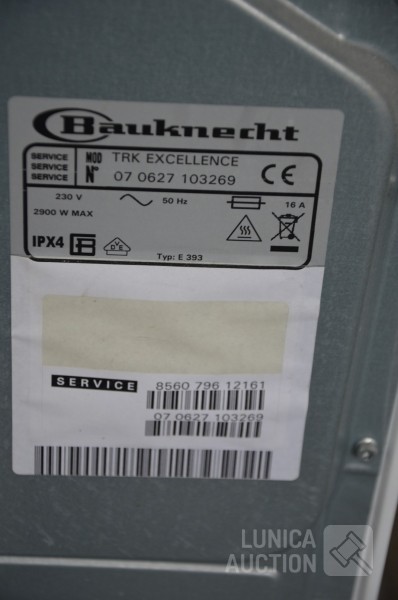 Bauknecht
SERVICE MOD TRK EXCELLENCE
SERVICE
SERVICE N° 07 0627 103269 CE
230 V 50 Hz 16 A
2900 W MAX
IPX4 VDE
Typ: E 393
SERVICE 8560 796 12161
07 0627 103269
LUNICA
AUCTION